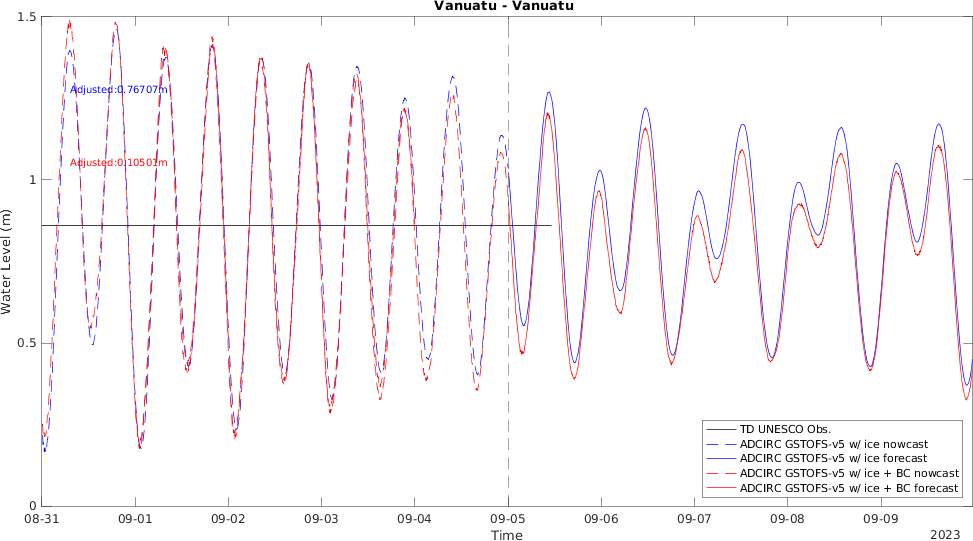 Vanuatu - Vanuatu
1.5
Adjusted:0.76707m
Adjusted:0.10501m
1
Water Level (m)
0.5
TD UNESCO Obs.
ADCIRC GSTOFS-v5 w/ ice nowcast
ADCIRC GSTOFS-v5 w/ ice forecast
ADCIRC GSTOFS-v5 w/ ice + BC nowcast
ADCIRC GSTOFS-v5 w/ ice + BC forecast
0
08-31 09-01 09-02 09-03 09-04 09-05 09-06 09-07 09-08 09-09
Time
2023